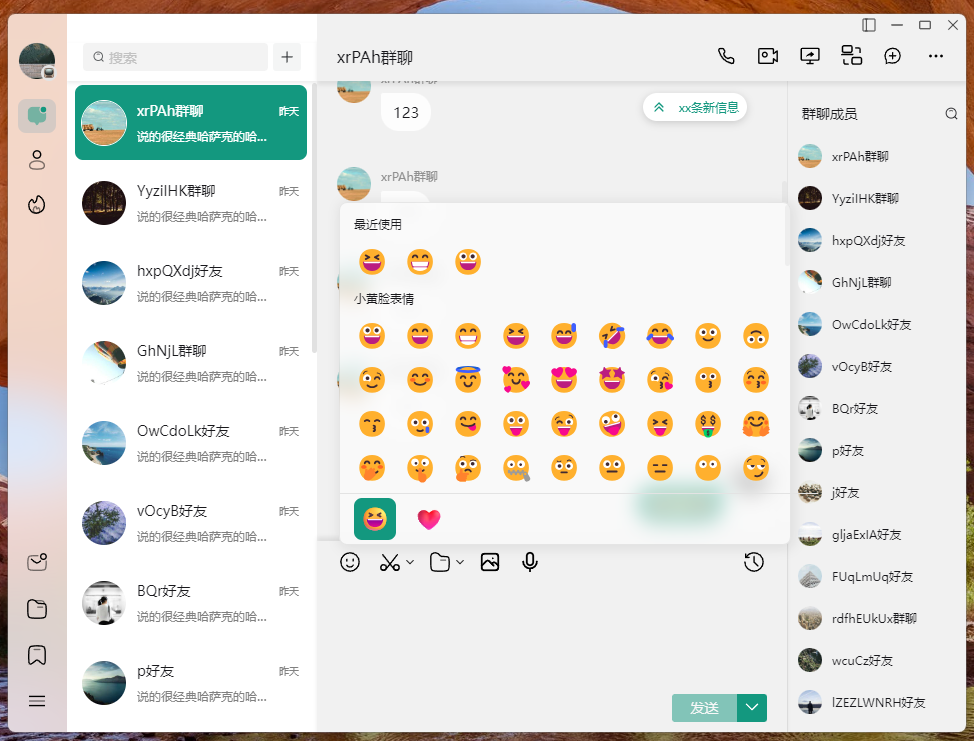 搜索
xrPAh群聊
昨天
说的很经典哈萨克的哈...
YyziIHK群聊
昨天
说的很经典哈萨克的哈...
hxpQXdj好友
昨天
说的很经典哈萨克的哈...
GhNjL群聊
昨天
说的很经典哈萨克的哈...
OwCdoLk好友
昨天
说的很经典哈萨克的哈...
vOcyB好友
昨天
说的很经典哈萨克的哈...
BQr好友
昨天
说的很经典哈萨克的哈...
p好友
昨天
说的很经典哈萨克的哈...
xrPAh群聊
xrPAh群聊
123
xx条新信息
xrPAh群聊
最近使用
小黄脸表情
发送
群聊成员
xrPAh群聊
YyziIHK群聊
hxpQXdj好友
GhNjL群聊
OwCdoLk好友
vOcyB好友
BQr好友
p好友
j好友
gljaExIA好友
FUqLmUq好友
rdfhEUkUx群聊
wcuCz好友
lZEZLWNRH好友